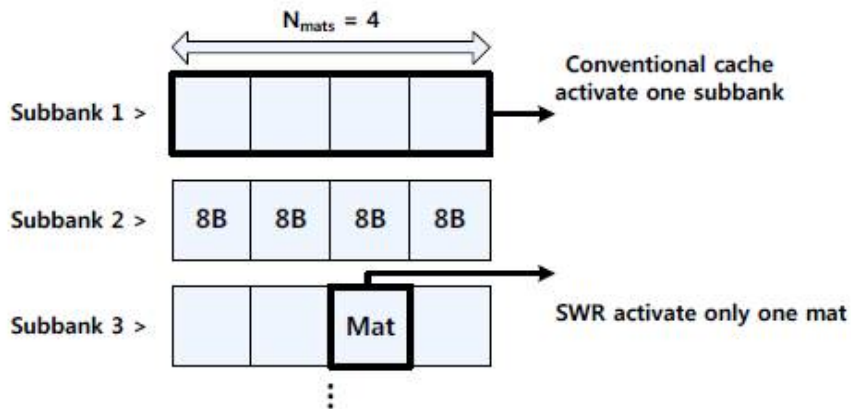 N_mats = 4
Conventional cache
activate one subbank
Subbank 1 >
Subbank 2 > 8B 8B 8B 8B
Subbank 3 > Mat
SWR activate only one mat